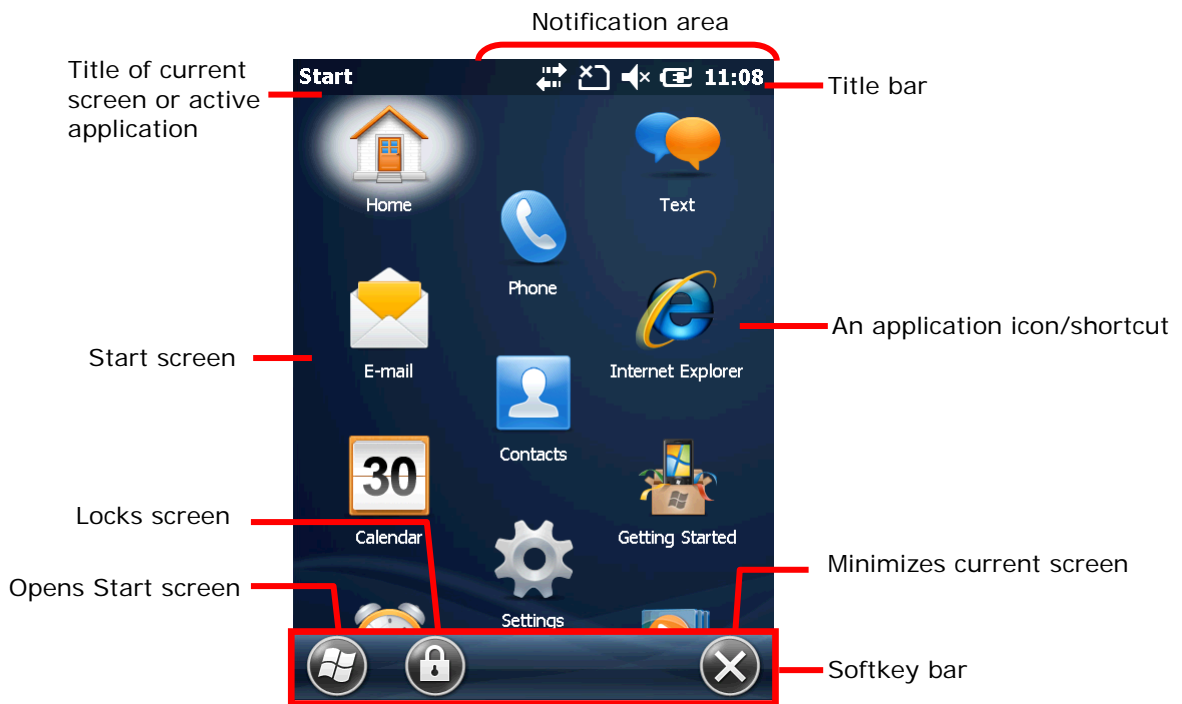 Notification area
Title of current
screen or active
application
Start
11:08
Title bar
Home
Text
Phone
An application icon/shortcut
Start screen
E-mail
Internet Explorer
Contacts
30
Calendar
Getting Started
Locks screen
Minimizes current screen
Opens Start screen
Settings
Softkey bar